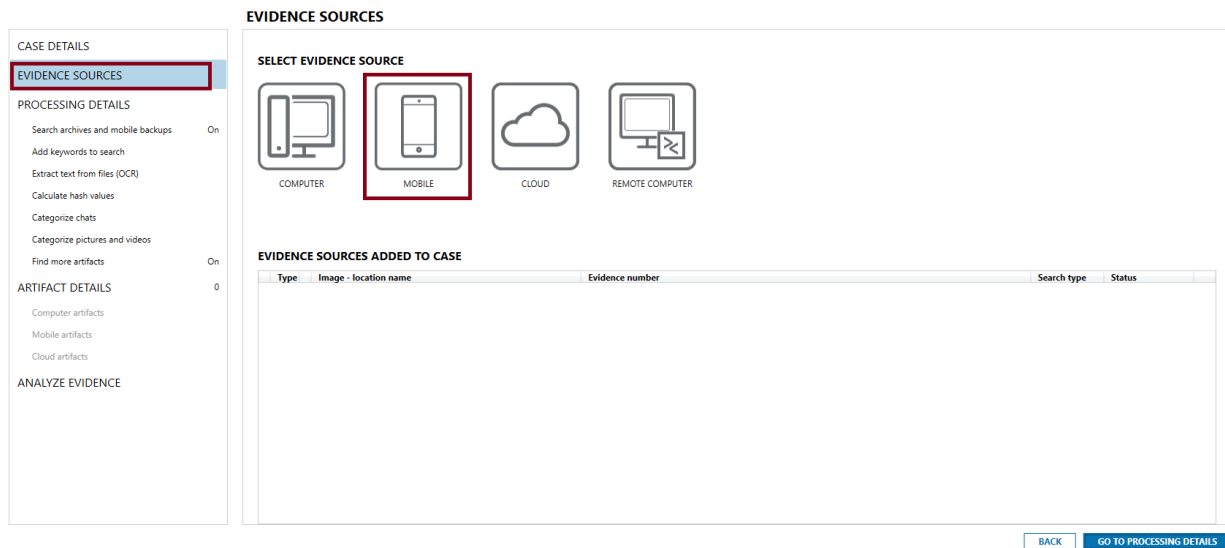 EVIDENCE SOURCES
CASE DETAILS
EVIDENCE SOURCES
PROCESSING DETAILS
Search archives and mobile backups On
Add keywords to search
Extract text from files (OCR)
Calculate hash values
Categorize chats
Categorize pictures and videos
Find more artifacts On
ARTIFACT DETAILS 0
Computer artifacts
Mobile artifacts
Cloud artifacts
ANALYZE EVIDENCE
SELECT EVIDENCE SOURCE
COMPUTER MOBILE CLOUD REMOTE COMPUTER
EVIDENCE SOURCES ADDED TO CASE
Type Image - location name Evidence number Search type Status
BACK GO TO PROCESSING DETAILS